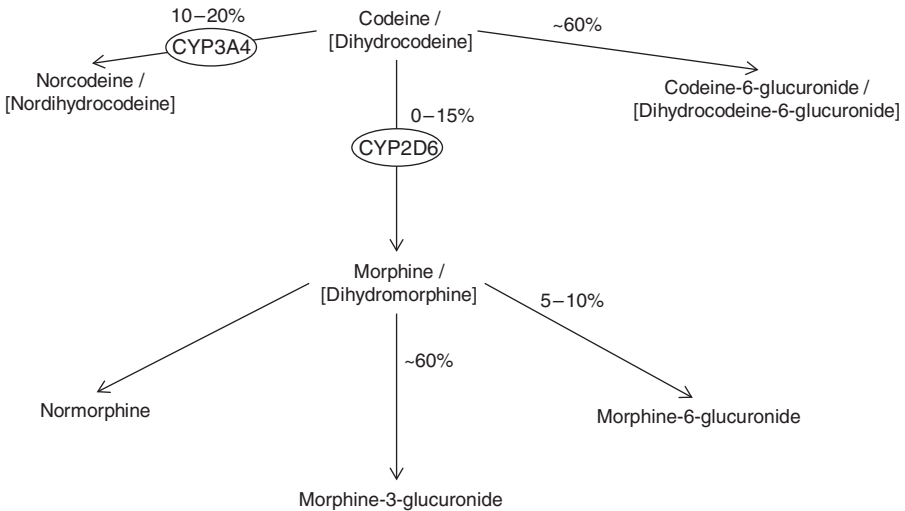 10–20%
CYP3A4
Codeine /
[Dihydrocodeine]
~60%
Norcodeine /
[Nordihydrocodeine]
Codeine-6-glucuronide /
[Dihydrocodeine-6-glucuronide]
0–15%
CYP2D6
Morphine /
[Dihydromorphine]
5–10%
~60%
Normorphine
Morphine-6-glucuronide
Morphine-3-glucuronide